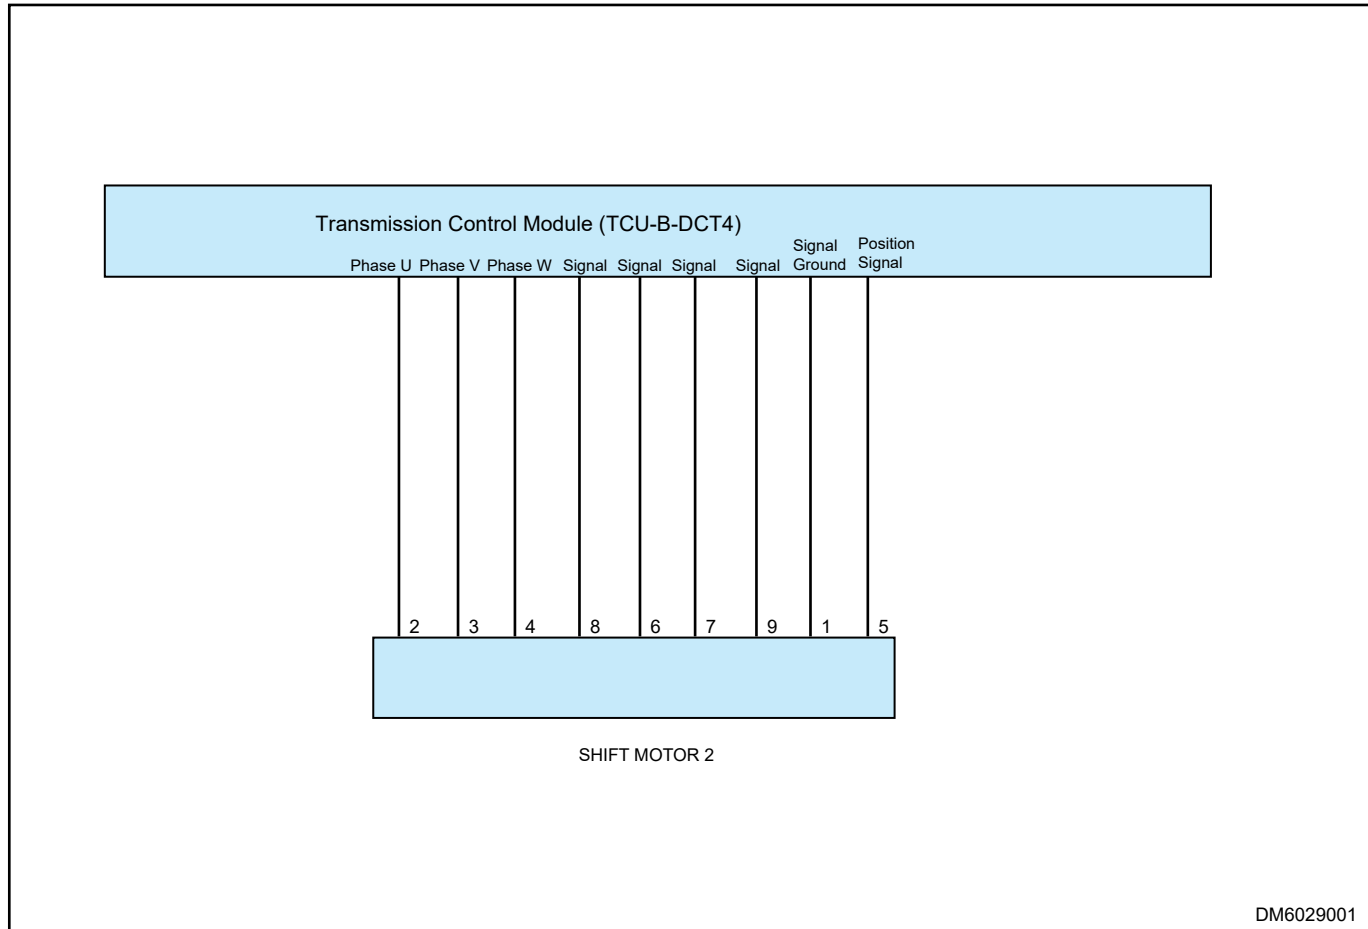 Transmission Control Module (TCU-B-DCT4)
Phase U Phase V Phase W Signal Signal Signal Signal Signal Ground Position Signal
2 3 4 8 6 7 9 1 5
SHIFT MOTOR 2
DM6029001